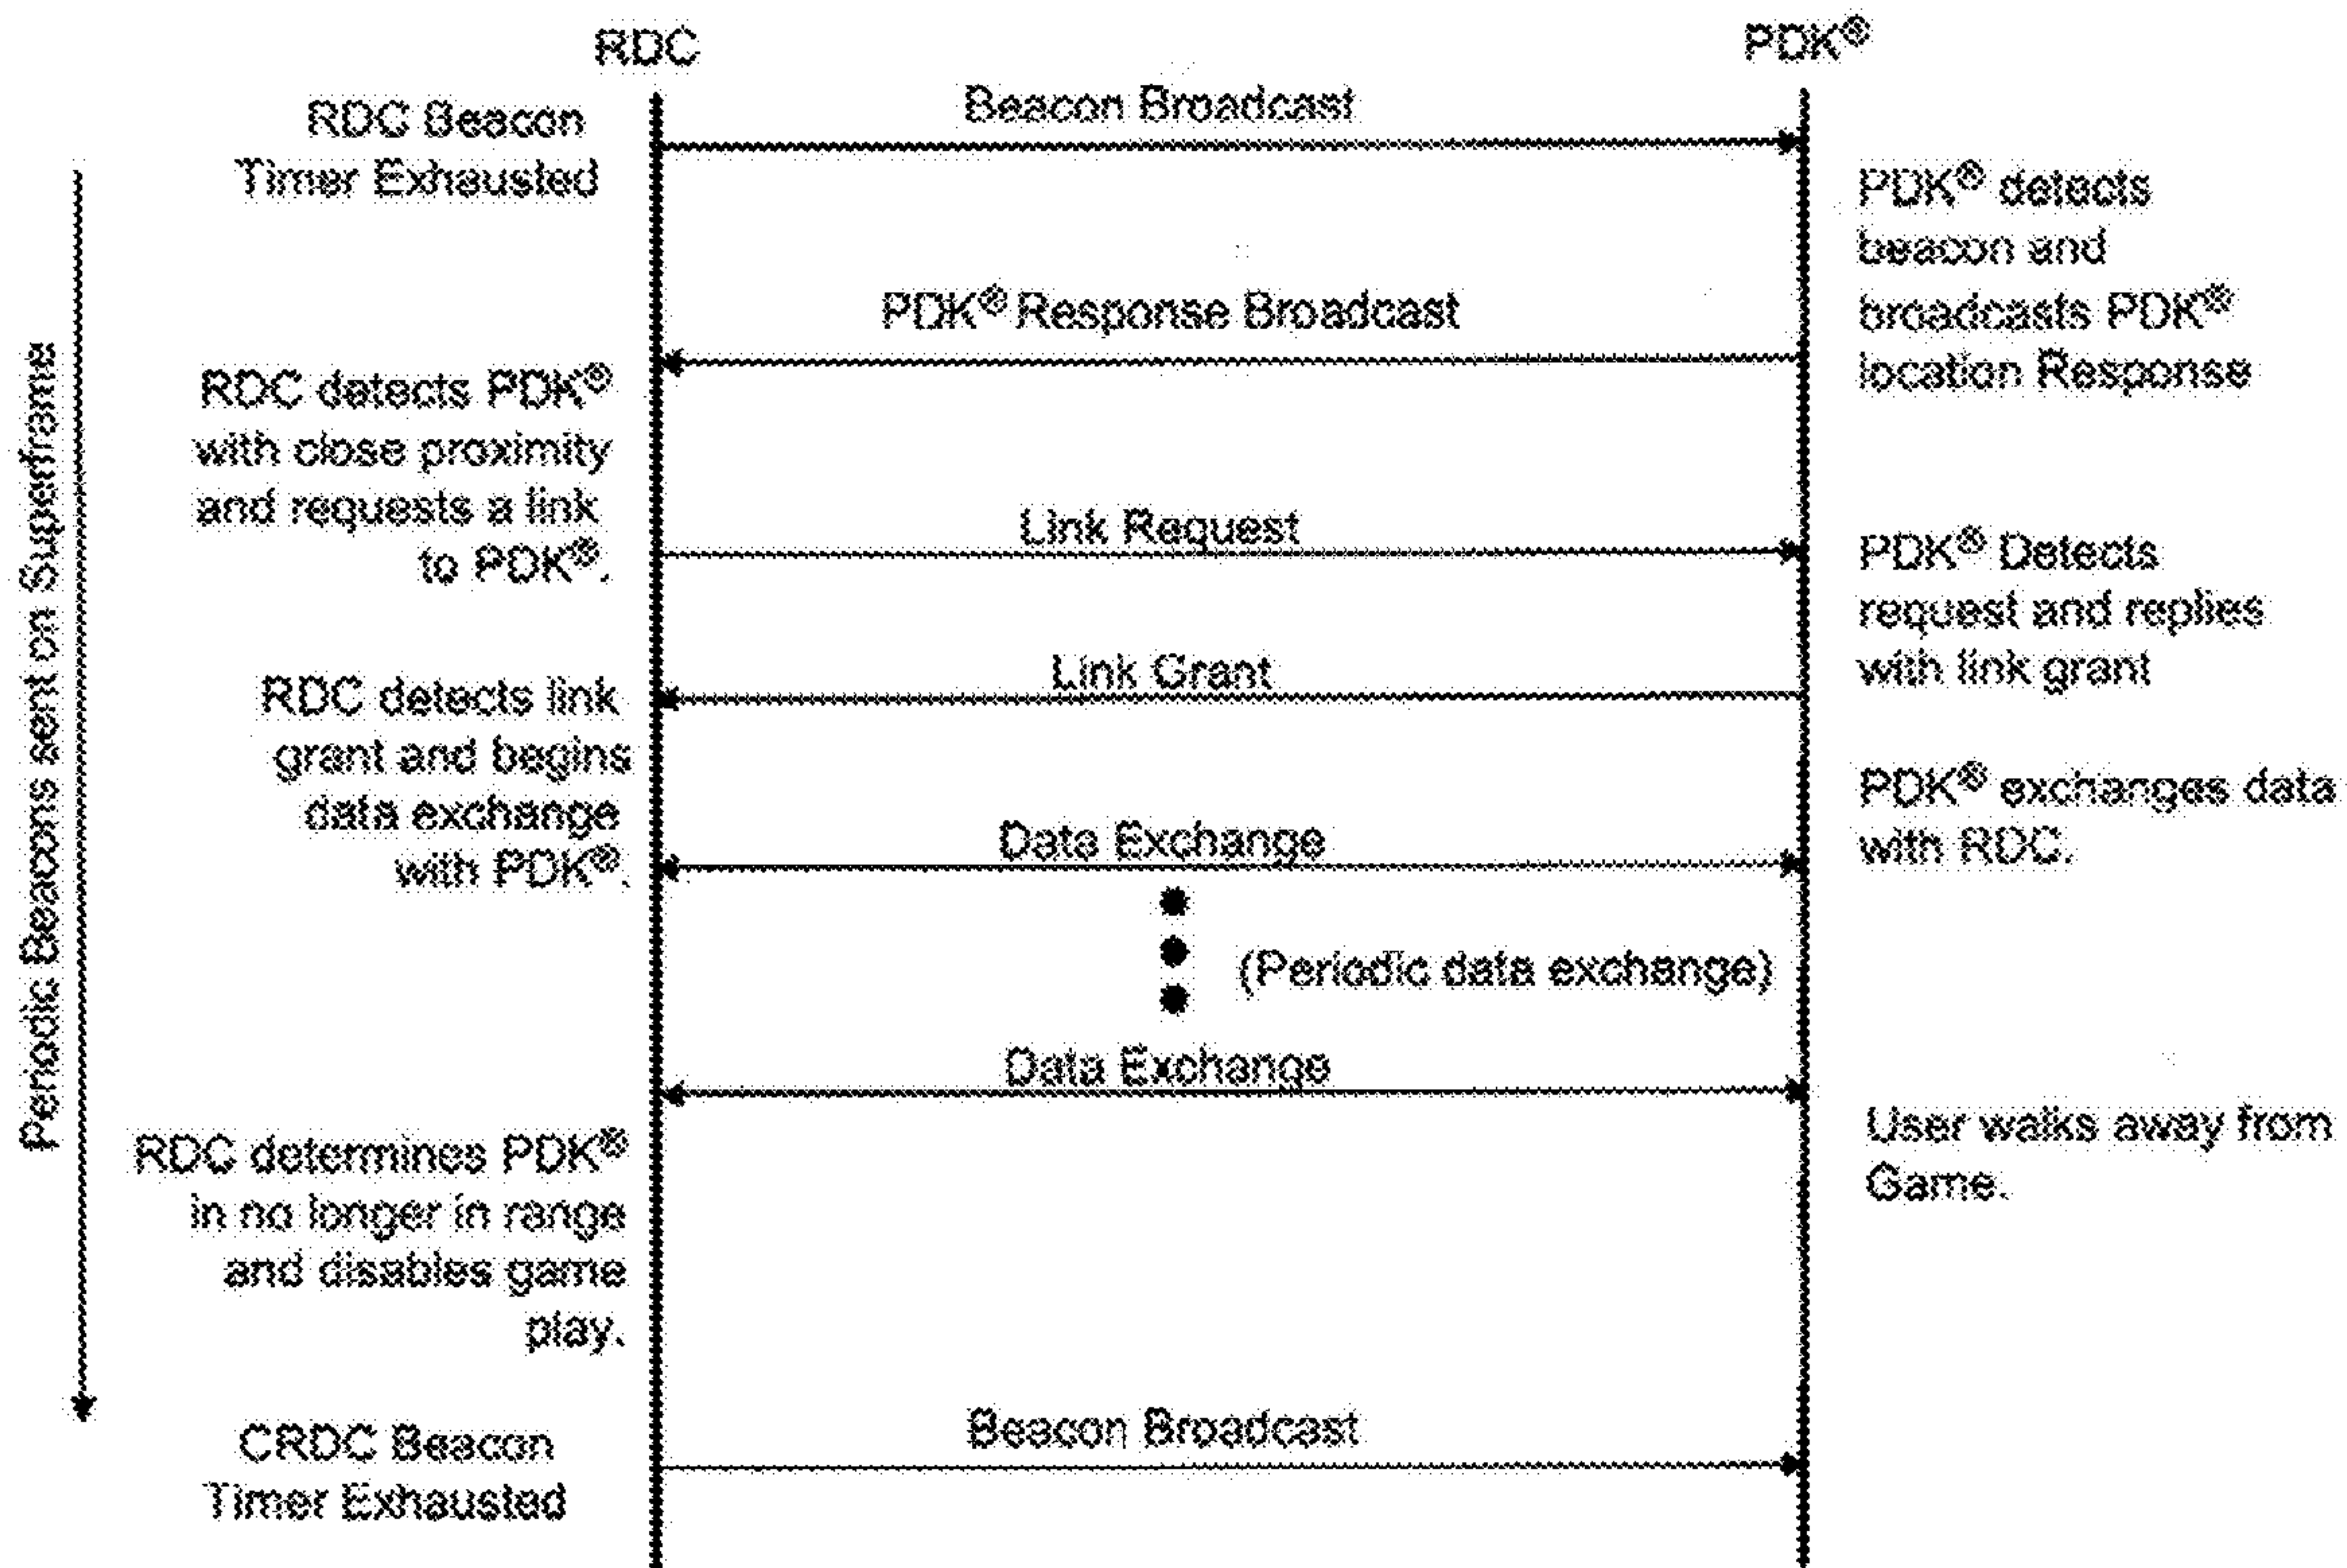 RDC
PDK®
RDC Beacon
Timer Exhausted
Beacon Broadcast
PDK® detects
beacon and
broadcasts PDK®
location Response
PDK® Response Broadcast
RDC detects PDK®
with close proximity
and requests a link
to PDK®.
Link Request
PDK® Detects
request and replies
with link grant
Link Grant
RDC detects link
grant and begins
data exchange
with PDK®.
Data Exchange
PDK® exchanges data
with RDC.
(Periodic data exchange)
Data Exchange
User walks away from
Game.
RDC determines PDK®
in no longer in range
and disables game
play.
Beacon Broadcast
CRDC Beacon
Timer Exhausted
Periodic Beacons sent on Superframe